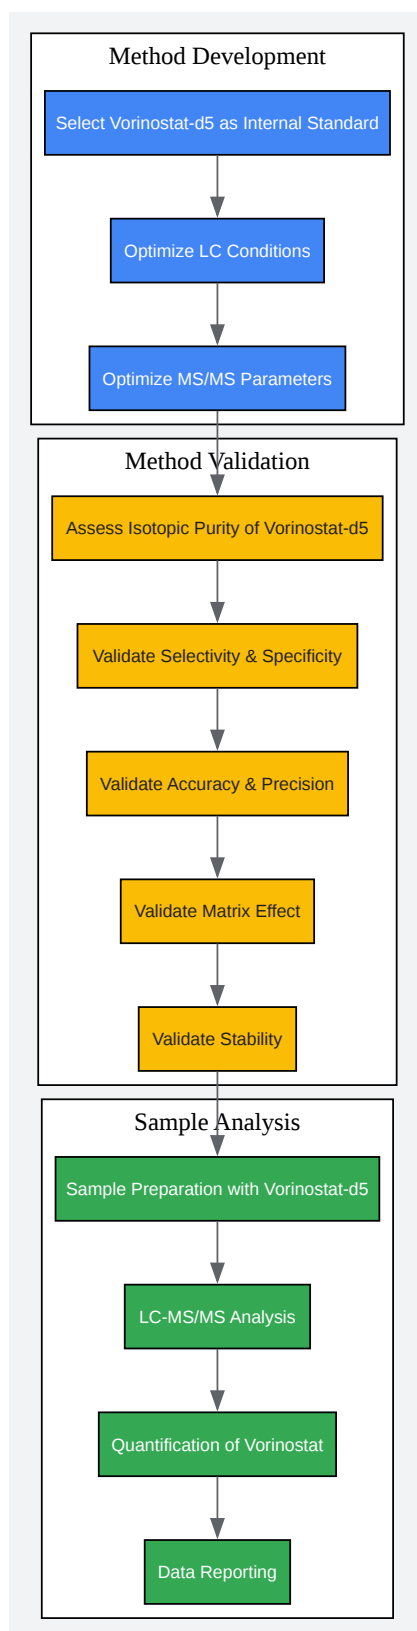 Method Development
Select Vorinostat-d5 as Internal Standard
Optimize LC Conditions
Optimize MS/MS Parameters
Method Validation
Assess Isotopic Purity of Vorinostat-d5
Validate Selectivity & Specificity
Validate Accuracy & Precision
Validate Matrix Effect
Validate Stability
Sample Analysis
Sample Preparation with Vorinostat-d5
LC-MS/MS Analysis
Quantification of Vorinostat
Data Reporting